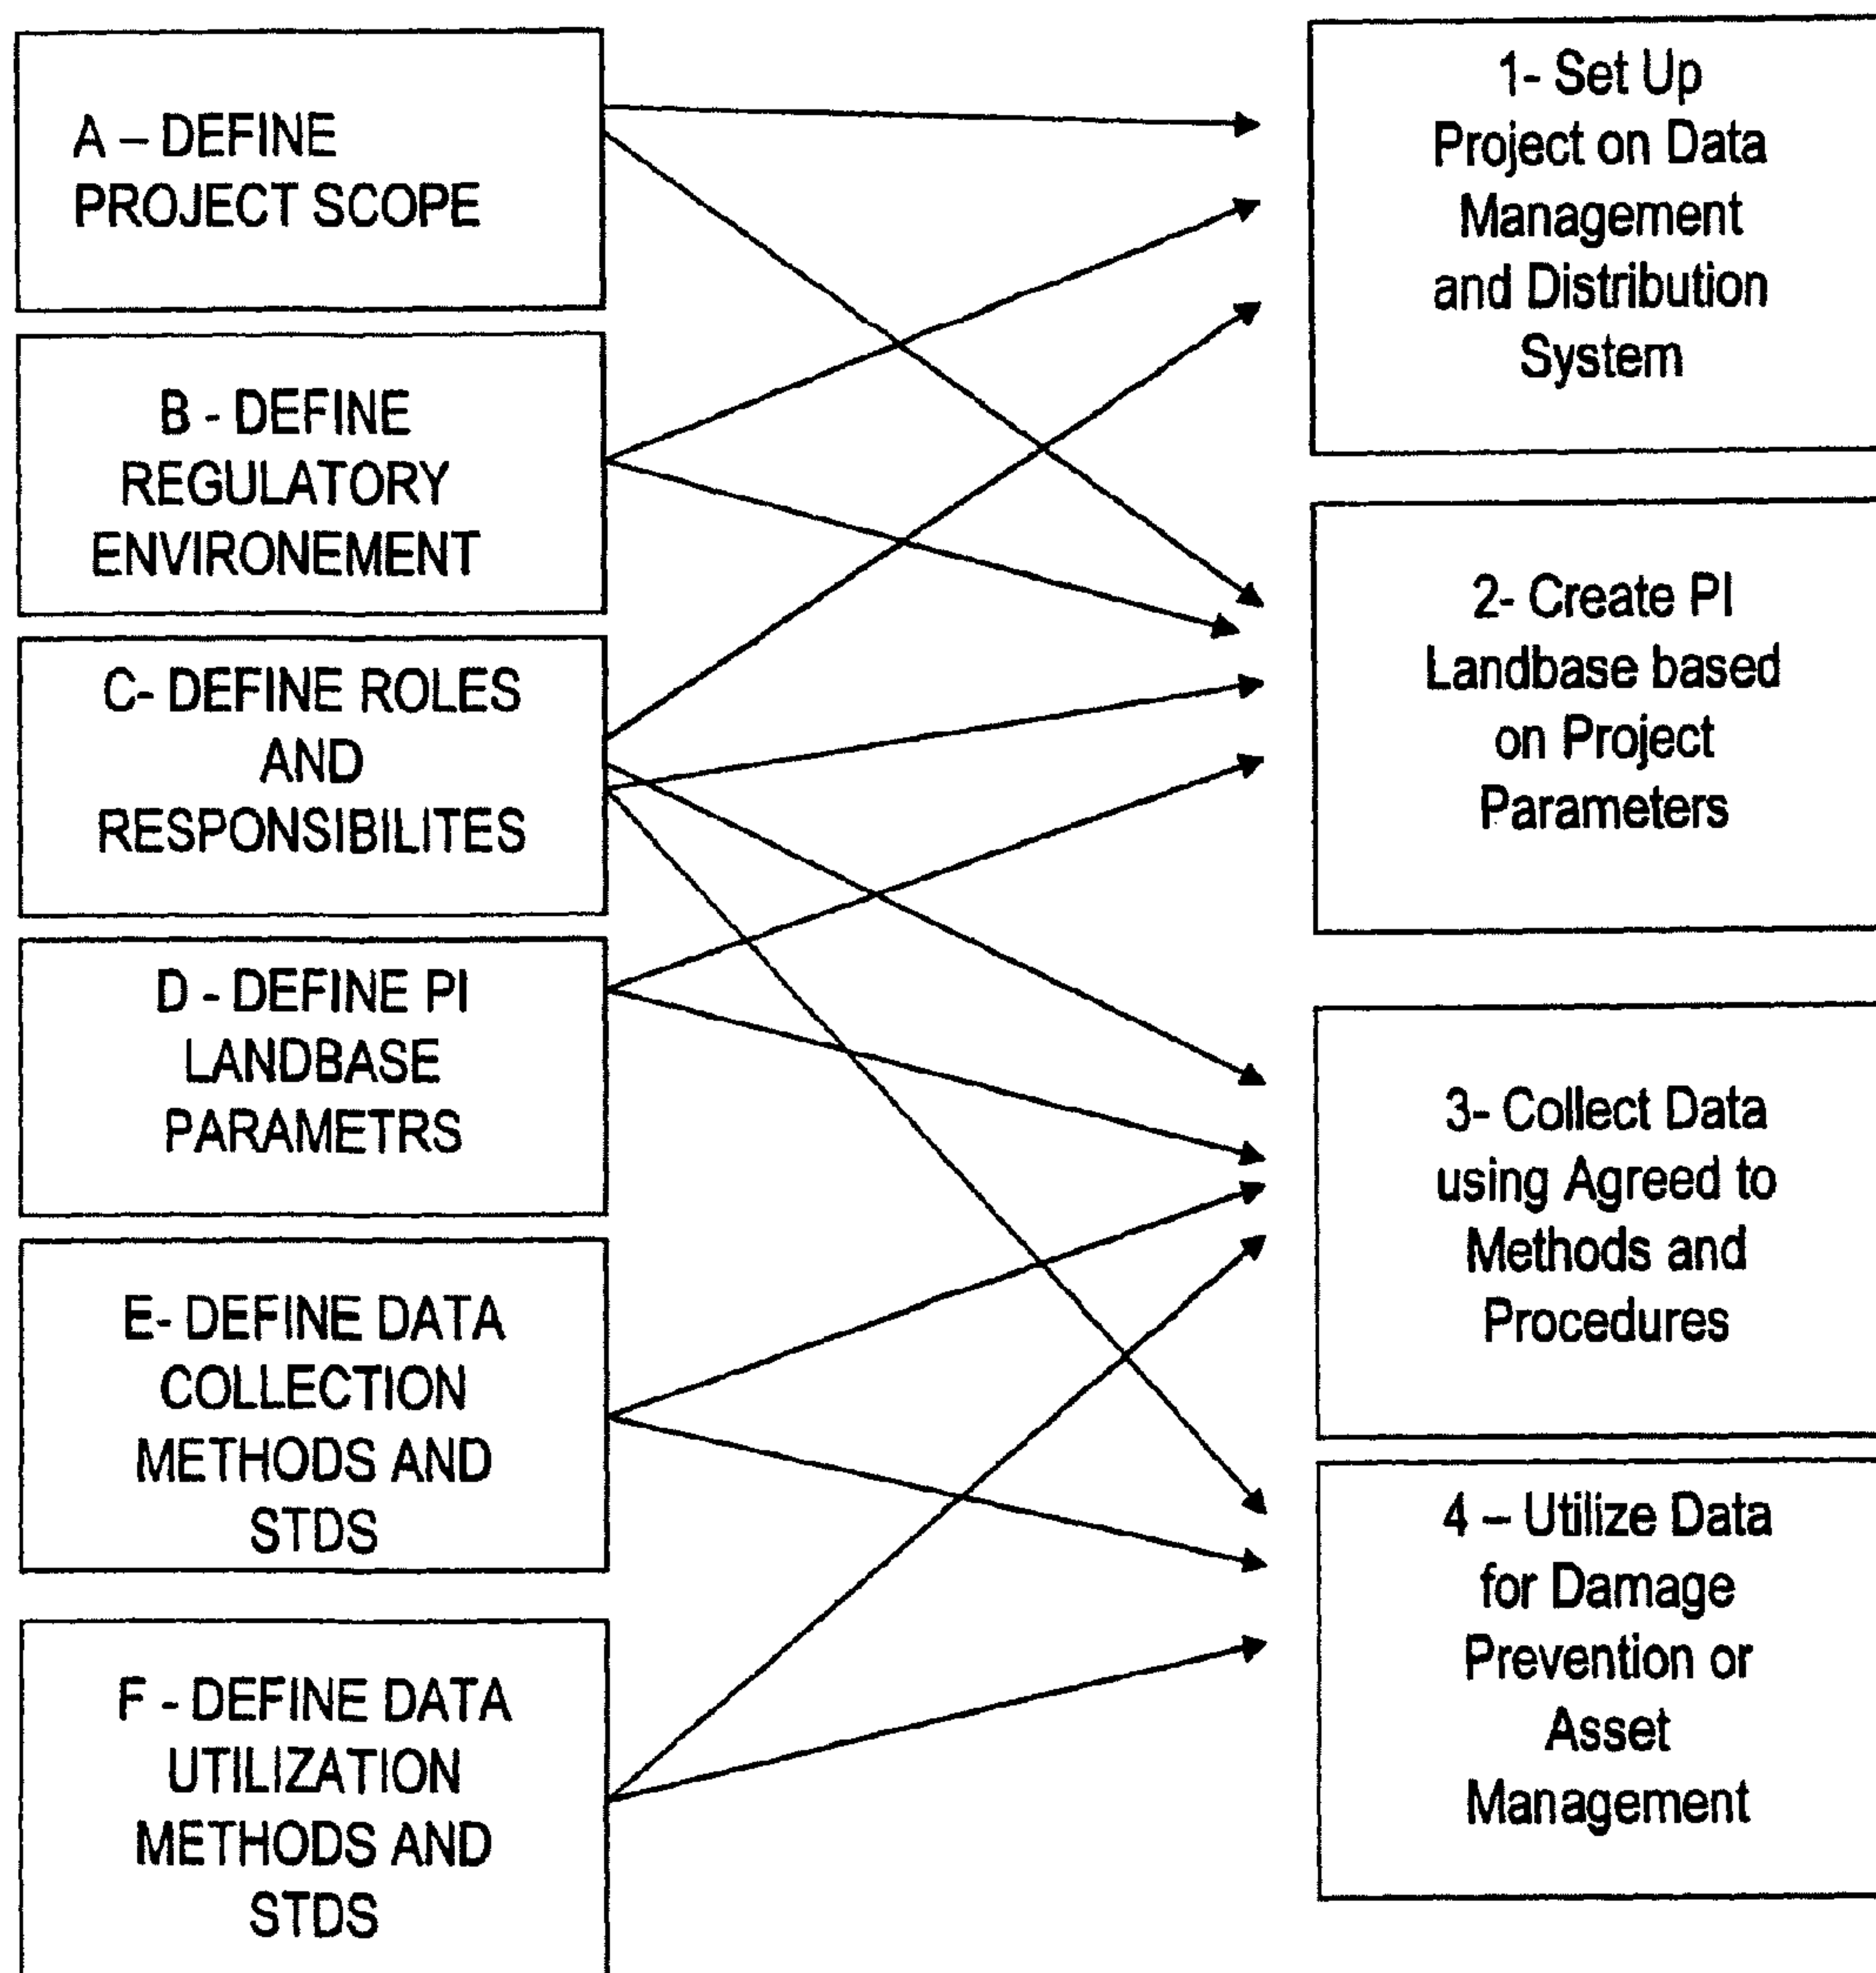 A – DEFINE
PROJECT SCOPE
B - DEFINE
REGULATORY
ENVIRONEMENT
C- DEFINE ROLES
AND
RESPONSIBILITES
D - DEFINE PI
LANDBASE
PARAMETRS
E- DEFINE DATA
COLLECTION
METHODS AND
STDS
F - DEFINE DATA
UTILIZATION
METHODS AND
STDS
1- Set Up
Project on Data
Management
and Distribution
System
2- Create PI
Landbase based
on Project
Parameters
3- Collect Data
using Agreed to
Methods and
Procedures
4 – Utilize Data
for Damage
Prevention or
Asset
Management